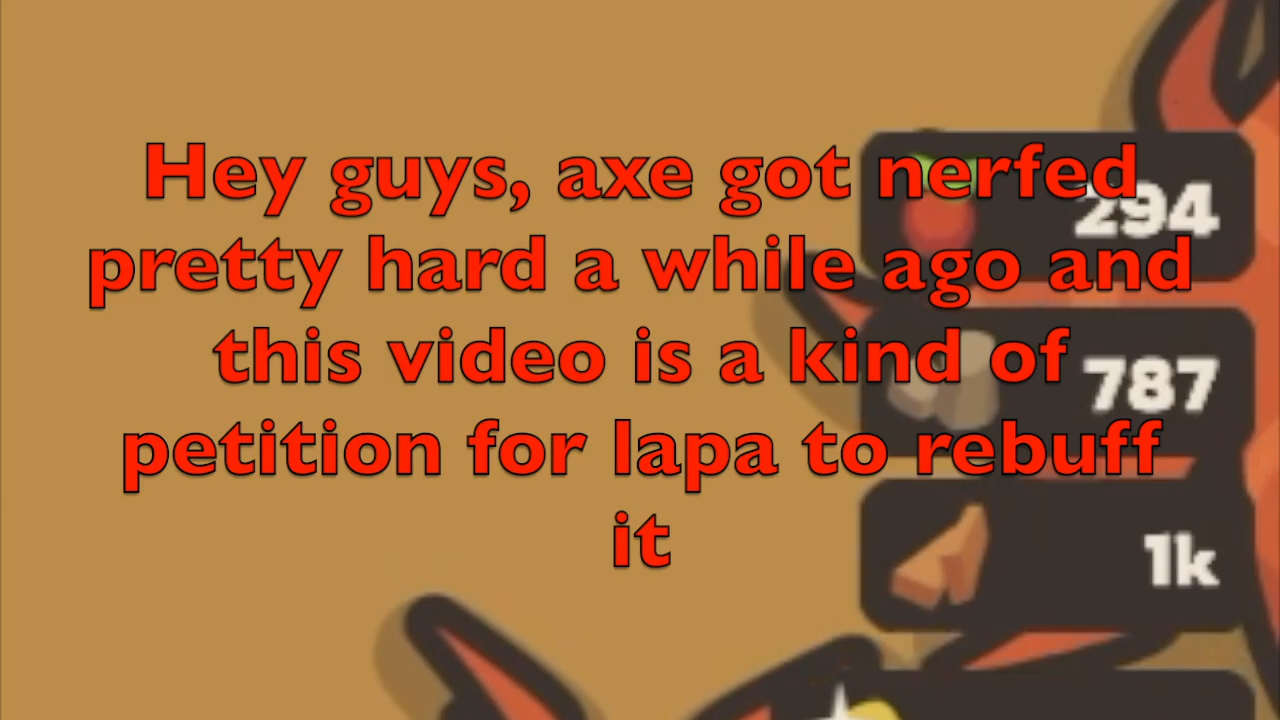 Hey guys, axe got nerfed
pretty hard a while ago and
this video is a kind of
petition for lapa to rebuff
it
294
787
1k